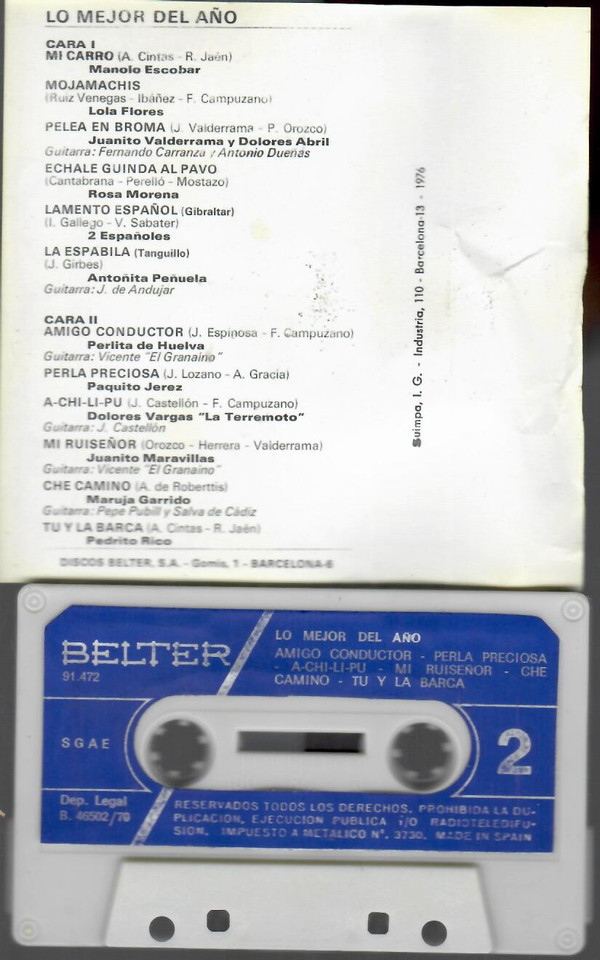 LO MEJOR DEL AÑO
CARA I
MI CARRO (A. Cintas - R. Jaén)
Manolo Escobar
MOJAMACHIS
(Ruiz Venegas - Ibáñez - F. Campuzano)
Lola Flores
PELEA EN BROMA (J. Valderrama - P. Orozco)
Juanito Valderrama y Dolores Abril
Guitarra: Fernando Carranza y Antonio Dueñas
ECHALE GUINDA AL PAVO
(Cantabrana - Perelló - Mostazo)
Rosa Morena
LAMENTO ESPAÑOL (Gibraltar)
(I. Gallego - V. Sabater)
2 Españoles
LA ESPABILA (Tanguillo)
(J. Girbes)
Antoñita Peñuela
Guitarra: J. de Andujar
CARA II
AMIGO CONDUCTOR (J. Espinosa - F. Campuzano)
Perlita de Huelva
Guitarra: Vicente "El Granaino"
PERLA PRECIOSA (J. Lozano - A. Gracia)
Paquito Jerez
A-CHI-LI-PU (J. Castellón - F. Campuzano)
Dolores Vargas "La Terremoto"
Guitarra: J. Castellón
MI RUISEÑOR (Orozco - Herrera - Valderrama)
Juanito Maravillas
Guitarra: Vicente "El Granaino"
CHE CAMINO (A. de Roberttis)
Maruja Garrido
Guitarra: Pepe Pubill y Salva de Cádiz
TU Y LA BARCA (A. Cintas - R. Jaén)
Pedrito Rico
DISCOS BELTER, S.A. - Gomis, 1 - BARCELONA-6
Suimpa, I. G. - Industria, 110 - Barcelona-13 - 1976
BELTER
91.472
LO MEJOR DEL AÑO
AMIGO CONDUCTOR - PERLA PRECIOSA
- A-CHI-LI-PU - MI RUISEÑOR - CHE
CAMINO - TU Y LA BARCA
SGAE
2
Dep. Legal
B. 46502/70
RESERVADOS TODOS LOS DERECHOS. PROHIBIDA LA DU-
PLICACION, EJECUCION PUBLICA I/O RADIOTELEDIFU-
SION. IMPUESTO A METALICO Nº. 3730. MADE IN SPAIN